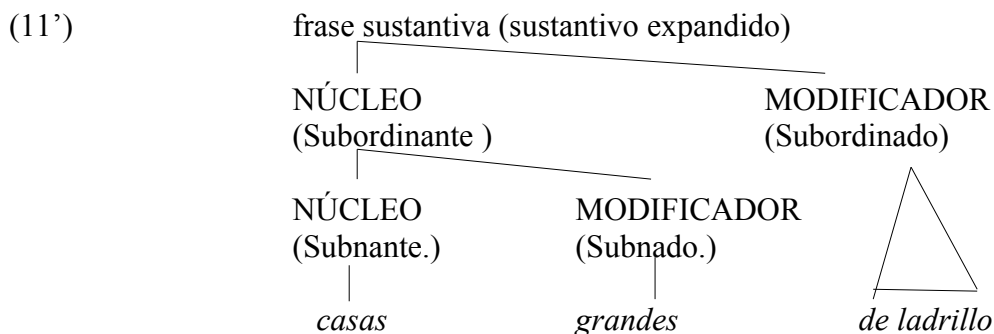 (11’) frase sustantiva (sustantivo expandido)
NÚCLEO MODIFICADOR
(Subordinante ) (Subordinado)
NÚCLEO MODIFICADOR
(Subnante.) (Subnado.)
casas grandes de ladrillo